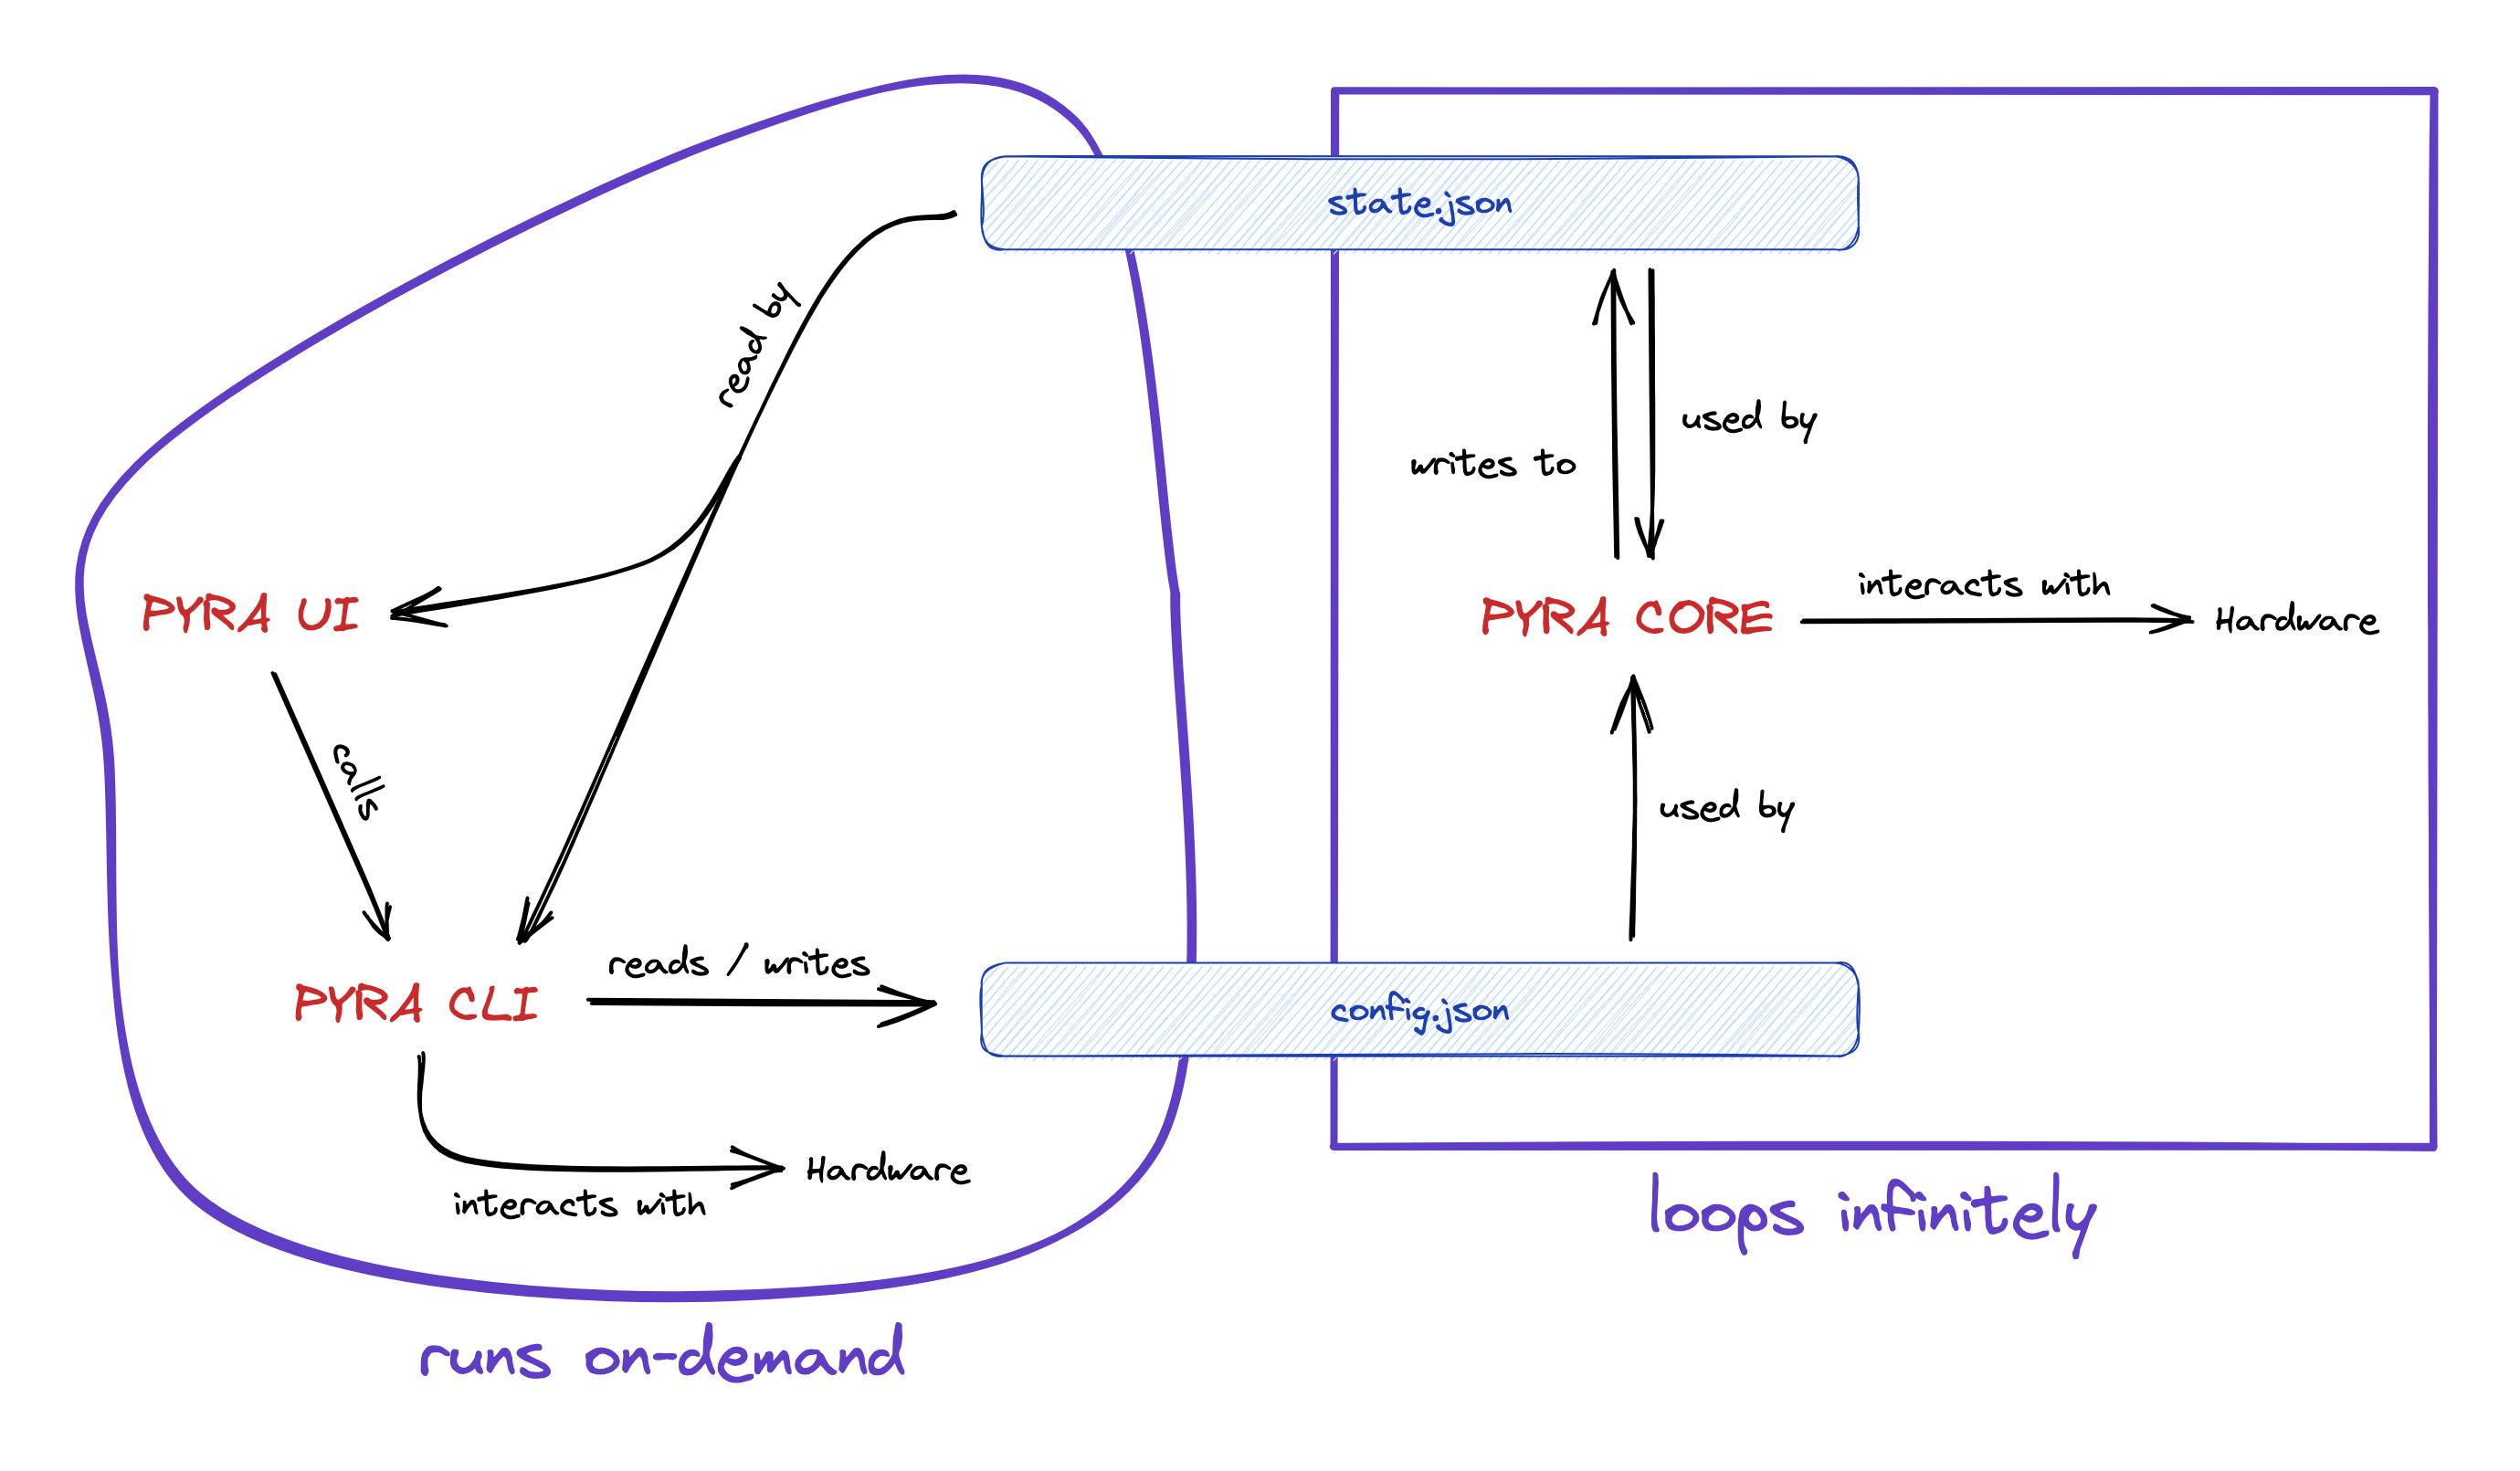 state.json
read by
used by
writes to
PYRA UI
PYRA CORE
interacts with
Hardware
calls
used by
reads / writes
PYRA CLI
config.json
Hardware
interacts with
loops infinitely
runs on-demand